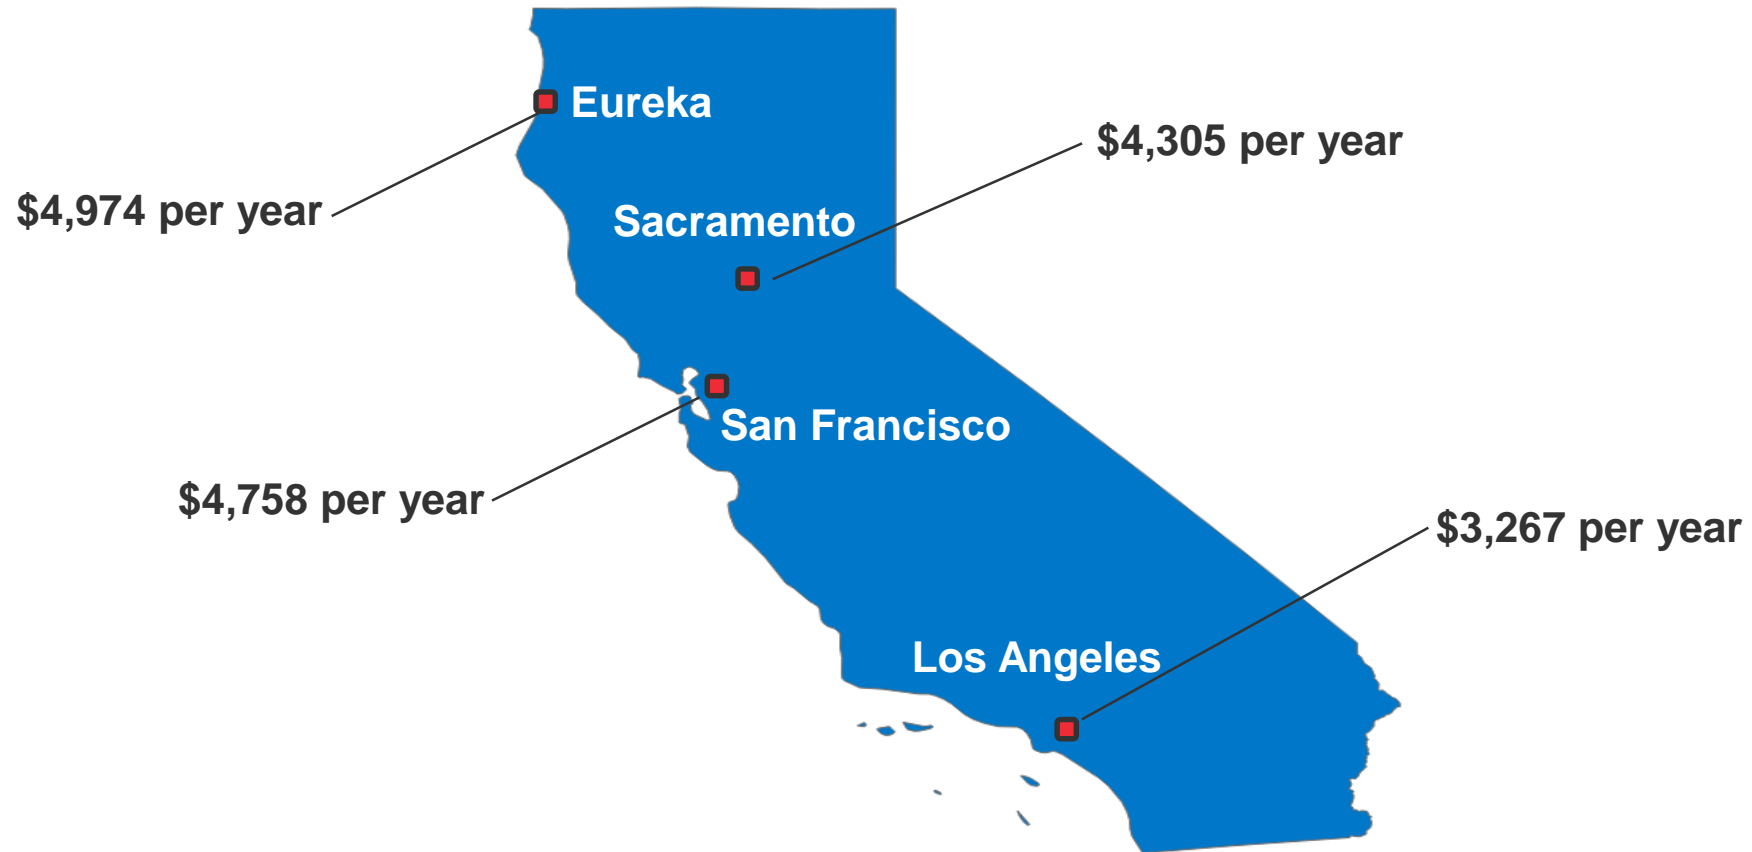 Eureka
$4,305 per year
$4,974 per year
Sacramento
San Francisco
$4,758 per year
$3,267 per year
Los Angeles